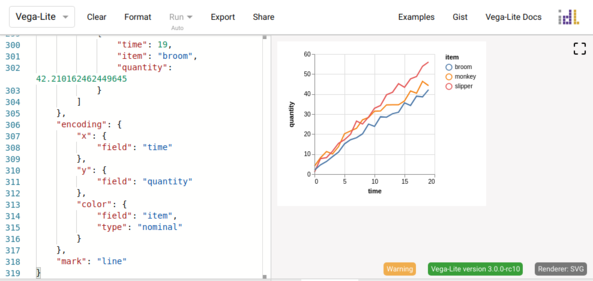 Vega-Lite
Clear
Format
Run
Auto
Export
Share
Examples
Gist
Vega-Lite Docs
300 "time": 19,
301 "item": "broom",
302 "quantity":
42.210162462449645
303 }
304 ]
305 },
306 "encoding": {
307 "x": {
308 "field": "time"
309 },
310 "y": {
311 "field": "quantity"
312 },
313 "color": {
314 "field": "item",
315 "type": "nominal"
316 }
317 },
318 "mark": "line"
319 }
60
50
40
30
20
10
0
quantity
0 5 10 15 20
time
item
broom
monkey
slipper
Warning
Vega-Lite version 3.0.0-rc10
Renderer: SVG